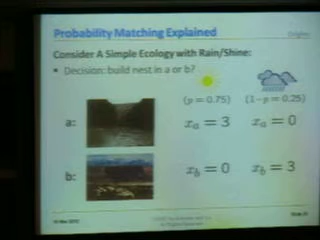 Probability Matching Explained
Origins
Consider A Simple Ecology with Rain/Shine:
• Decision: build nest in a or b?
(p = 0.75) (1−p = 0.25)
a: x_a = 3 x_a = 0
b: x_b = 0 x_b = 3